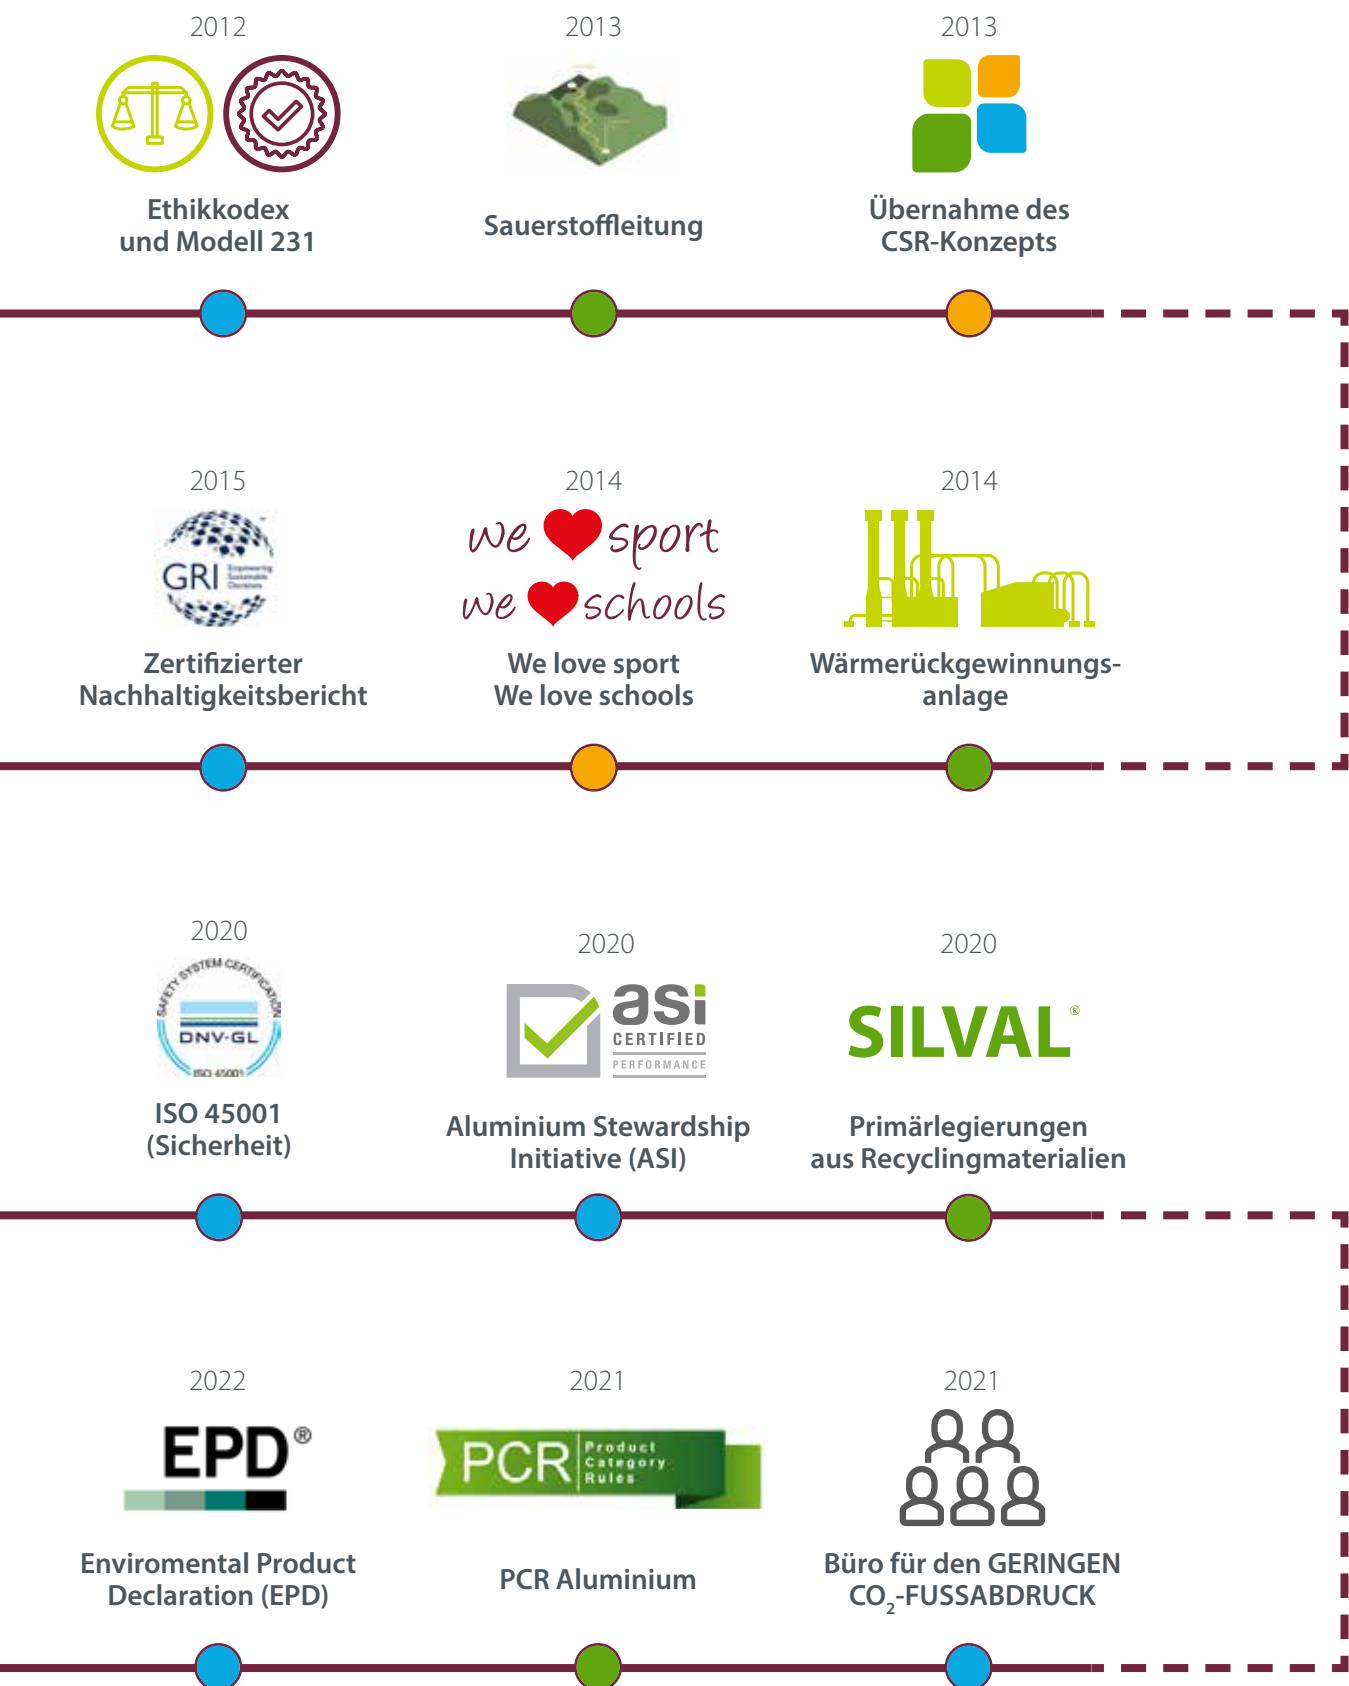 2012
Ethikkodex
und Modell 231
2013
Sauerstoffleitung
2013
Übernahme des
CSR-Konzepts
2015
GRI
Empowering
Sustainable
Decisions
Zertifizierter
Nachhaltigkeitsbericht
2014
we sport
we schools
We love sport
We love schools
2014
Wärmerückgewinnungs-
anlage
2020
SAFETY SYSTEM CERTIFICATION
DNV·GL
ISO 45001
ISO 45001
(Sicherheit)
2020
asi
CERTIFIED
PERFORMANCE
Aluminium Stewardship
Initiative (ASI)
2020
SILVAL®
Primärlegierungen
aus Recyclingmaterialien
2022
EPD®
Enviromental Product
Declaration (EPD)
2021
PCR
Product
Category
Rules
PCR Aluminium
2021
Büro für den GERINGEN
CO₂-FUSSABDRUCK